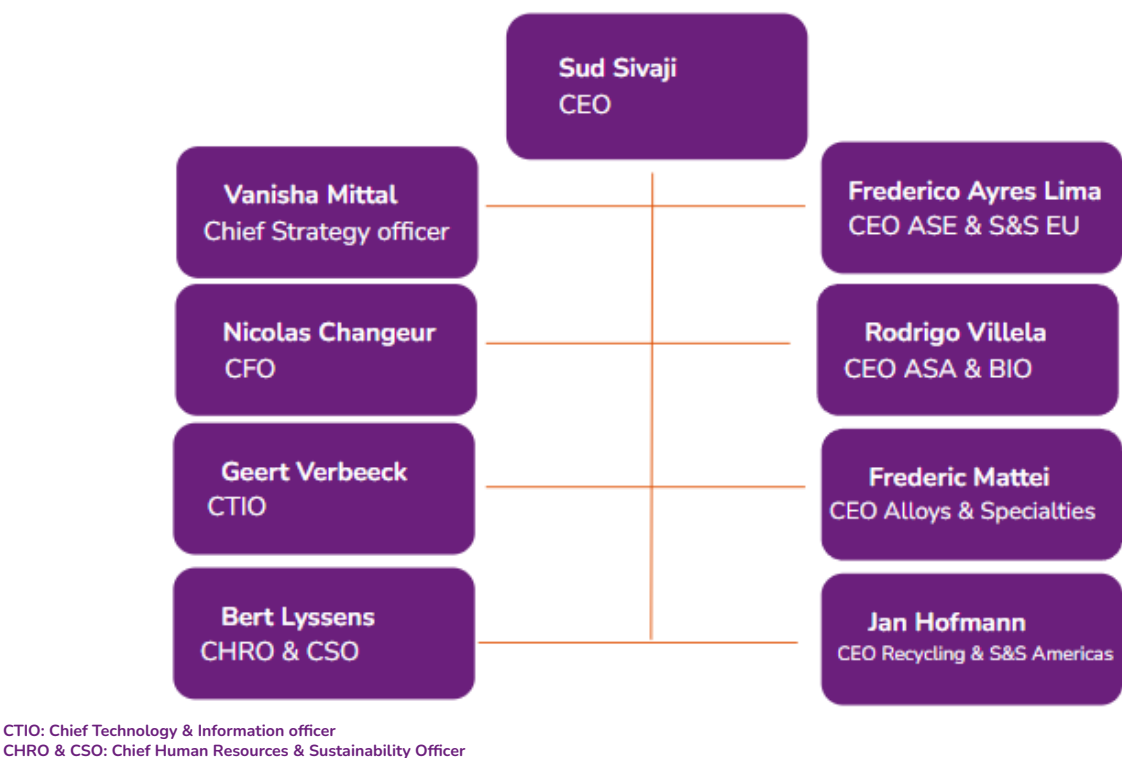 Sud Sivaji
CEO
Vanisha Mittal
Chief Strategy officer
Frederico Ayres Lima
CEO ASE & S&S EU
Nicolas Changeur
CFO
Rodrigo Villela
CEO ASA & BIO
Geert Verbeeck
CTIO
Frederic Mattei
CEO Alloys & Specialties
Bert Lyssens
CHRO & CSO
Jan Hofmann
CEO Recycling & S&S Americas
CTIO: Chief Technology & Information officer
CHRO & CSO: Chief Human Resources & Sustainability Officer